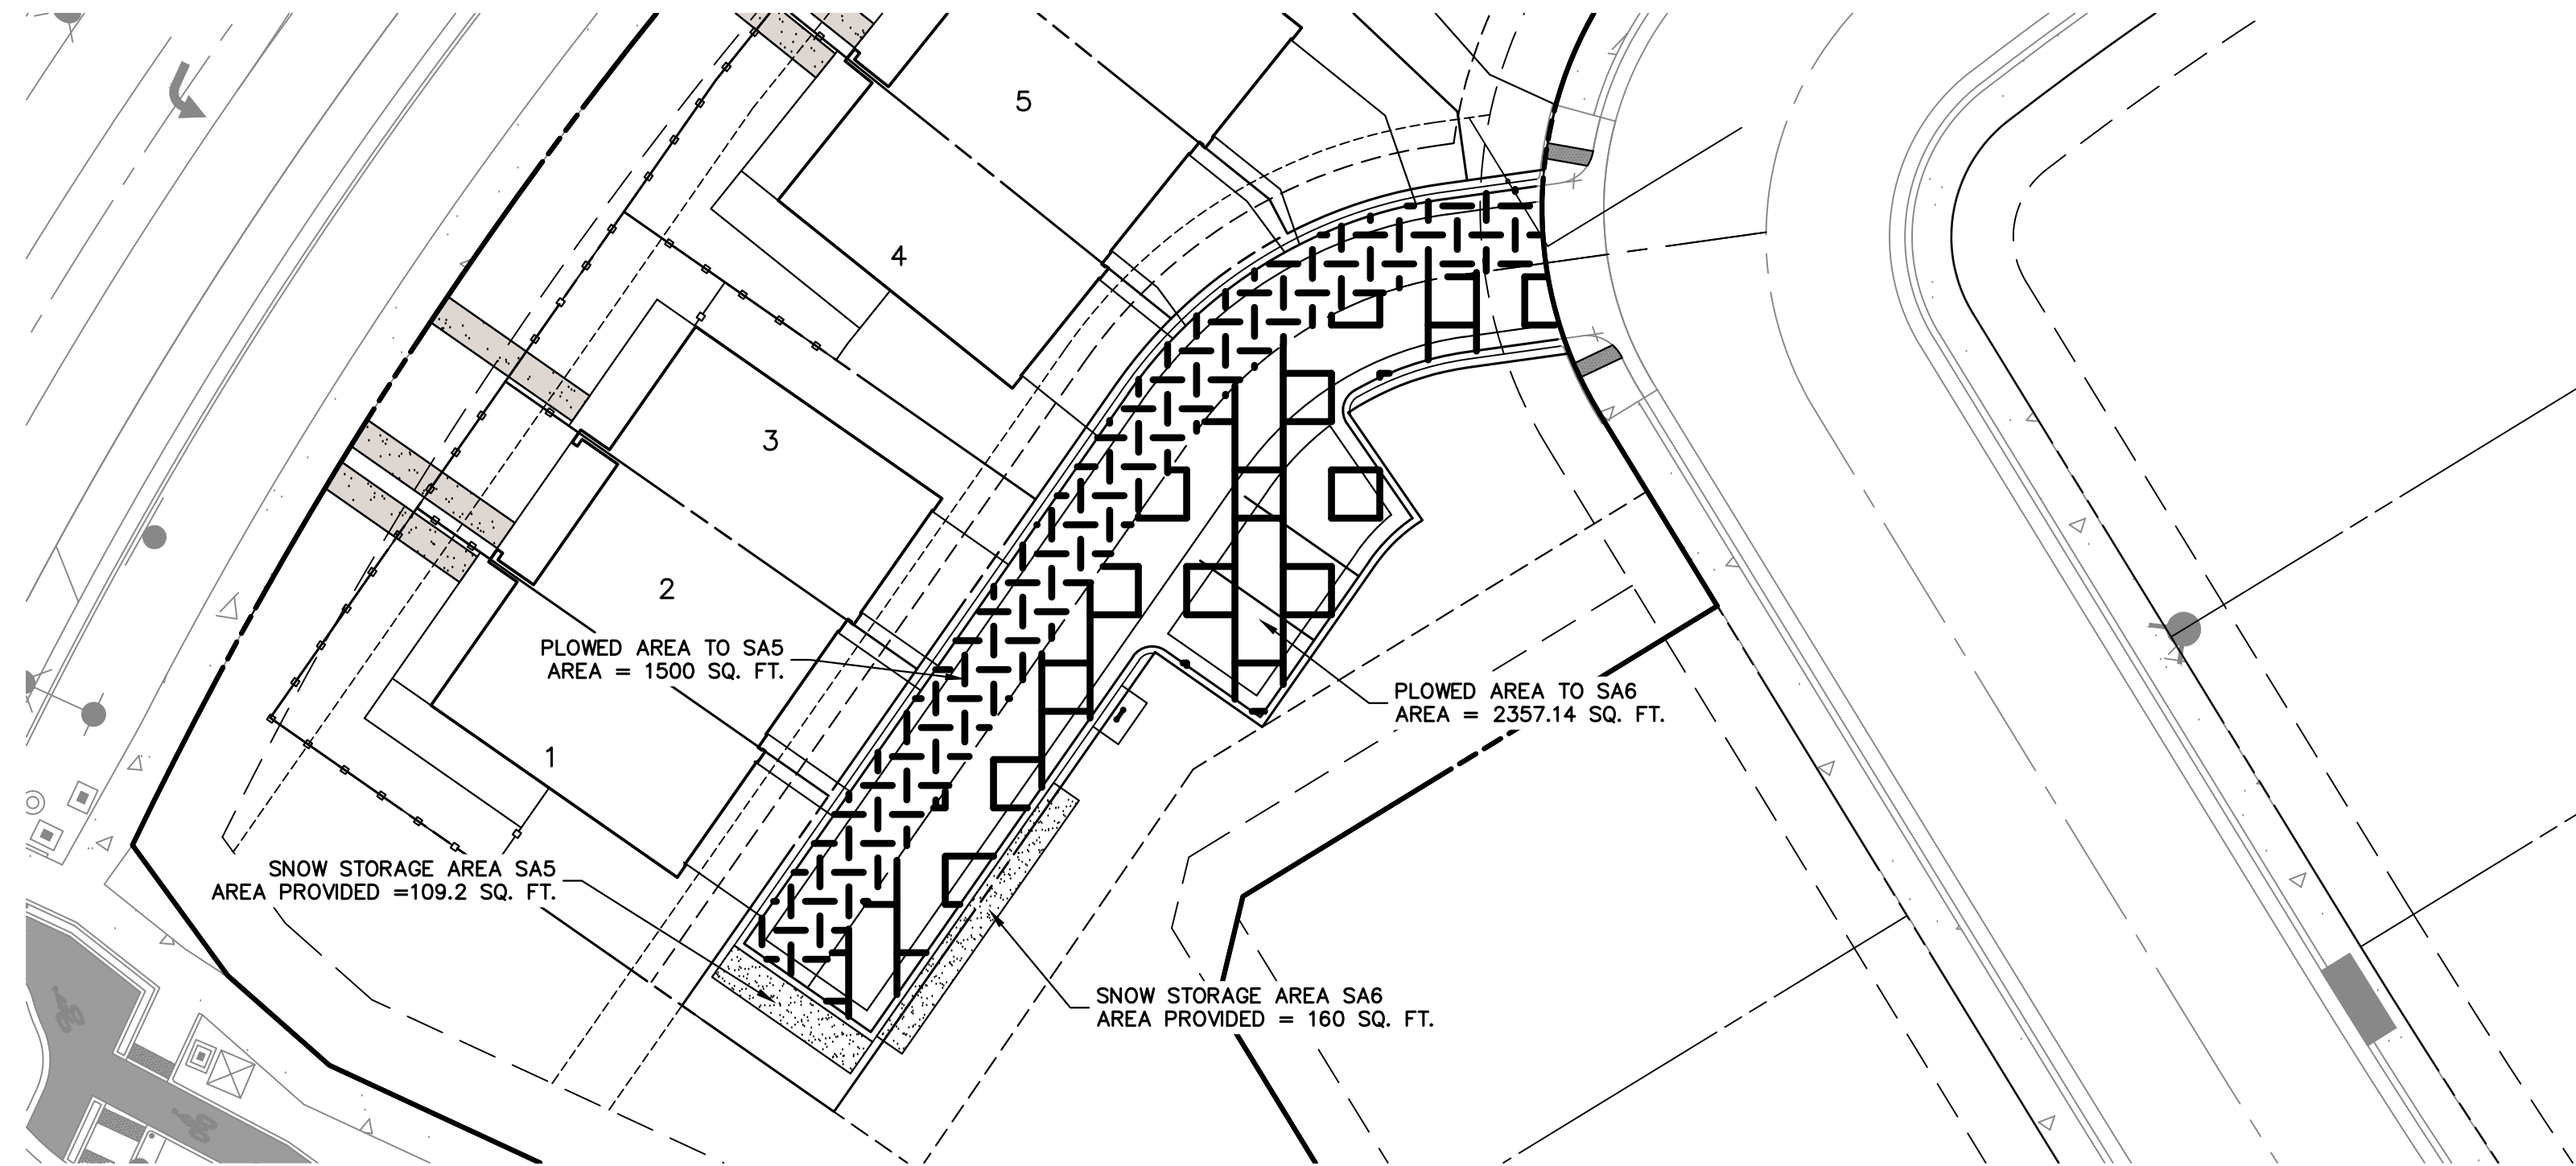 5
4
3
2
PLOWED AREA TO SA5
AREA = 1500 SQ. FT.
PLOWED AREA TO SA6
AREA = 2357.14 SQ. FT.
1
SNOW STORAGE AREA SA5
AREA PROVIDED =109.2 SQ. FT.
SNOW STORAGE AREA SA6
AREA PROVIDED = 160 SQ. FT.